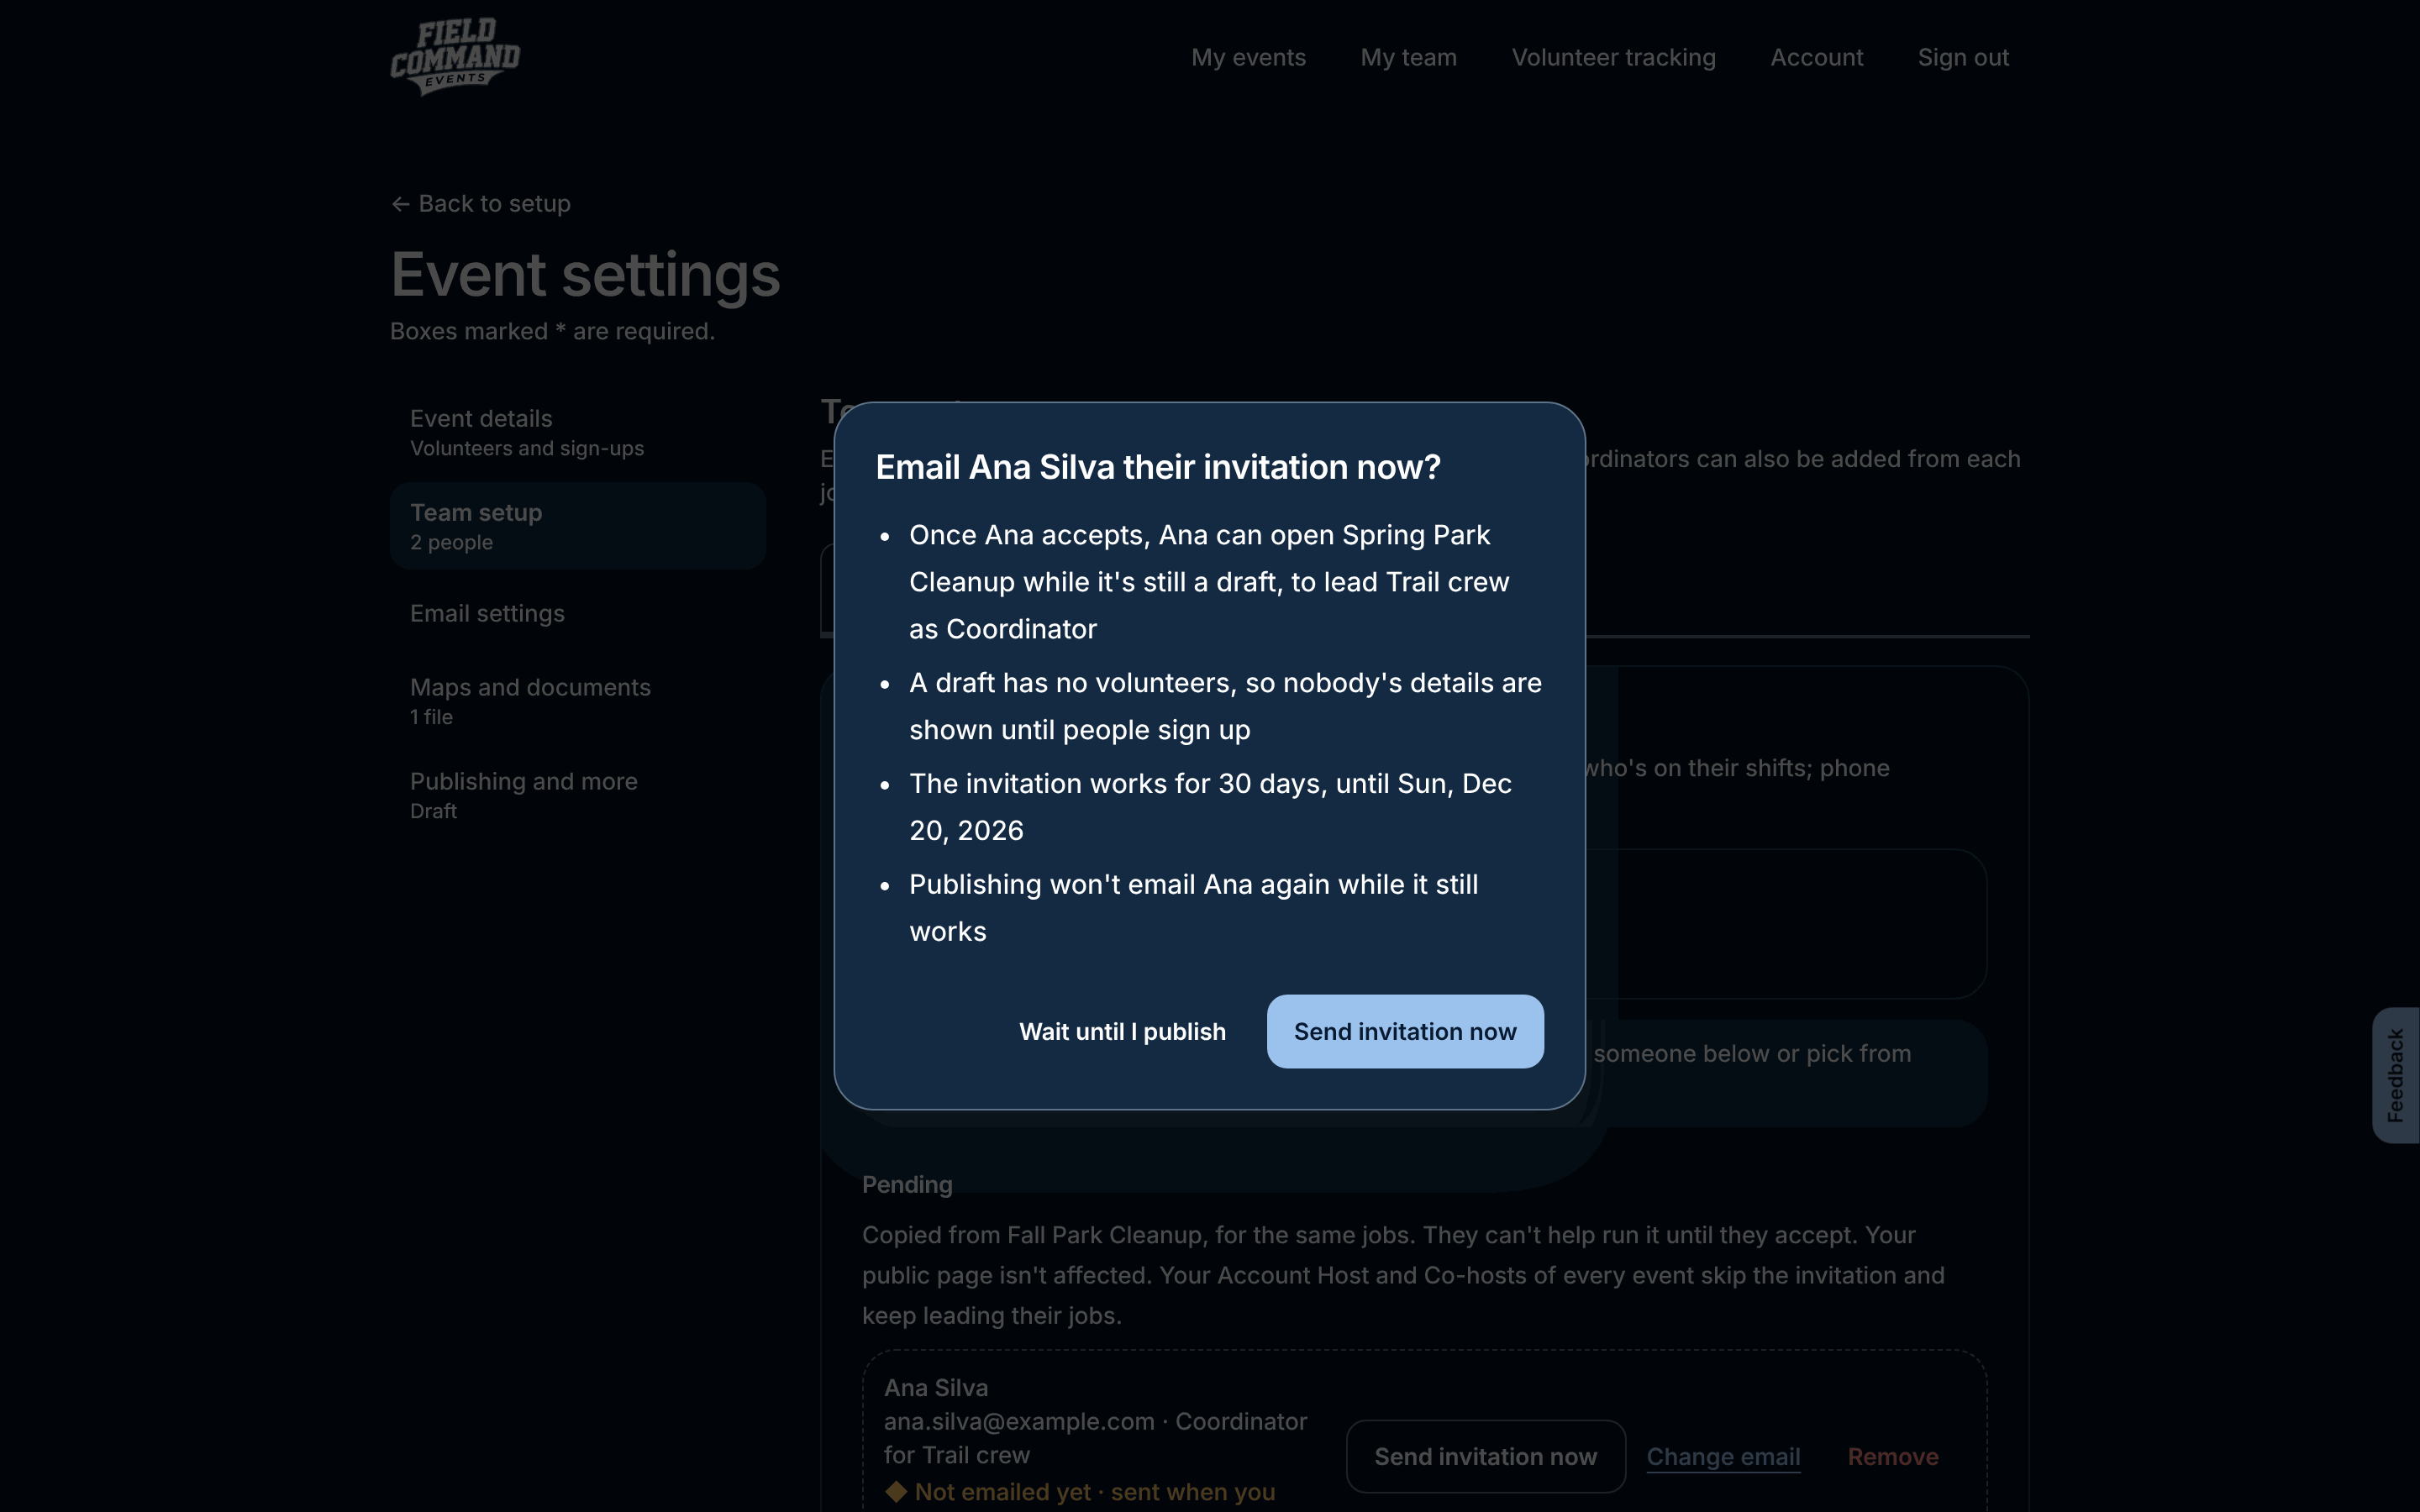 FIELD
COMMAND
EVENTS
My events
My team
Volunteer tracking
Account
Sign out
← Back to setup
Event settings
Boxes marked * are required.
Event details
Volunteers and sign-ups
Team setup
2 people
Email settings
Maps and documents
1 file
Publishing and more
Draft
can also be added from each
Email Ana Silva their invitation now?
• Once Ana accepts, Ana can open Spring Park
Cleanup while it's still a draft, to lead Trail crew
as Coordinator
• A draft has no volunteers, so nobody's details are
shown until people sign up
• The invitation works for 30 days, until Sun, Dec
20, 2026
• Publishing won't email Ana again while it still
works
Wait until I publish
Send invitation now
who's on their shifts; phone
someone below or pick from
Feedback
Pending
Copied from Fall Park Cleanup, for the same jobs. They can't help run it until they accept. Your
public page isn't affected. Your Account Host and Co-hosts of every event skip the invitation and
keep leading their jobs.
Ana Silva
ana.silva@example.com · Coordinator
for Trail crew
◆ Not emailed yet · sent when you
Send invitation now
Change email
Remove